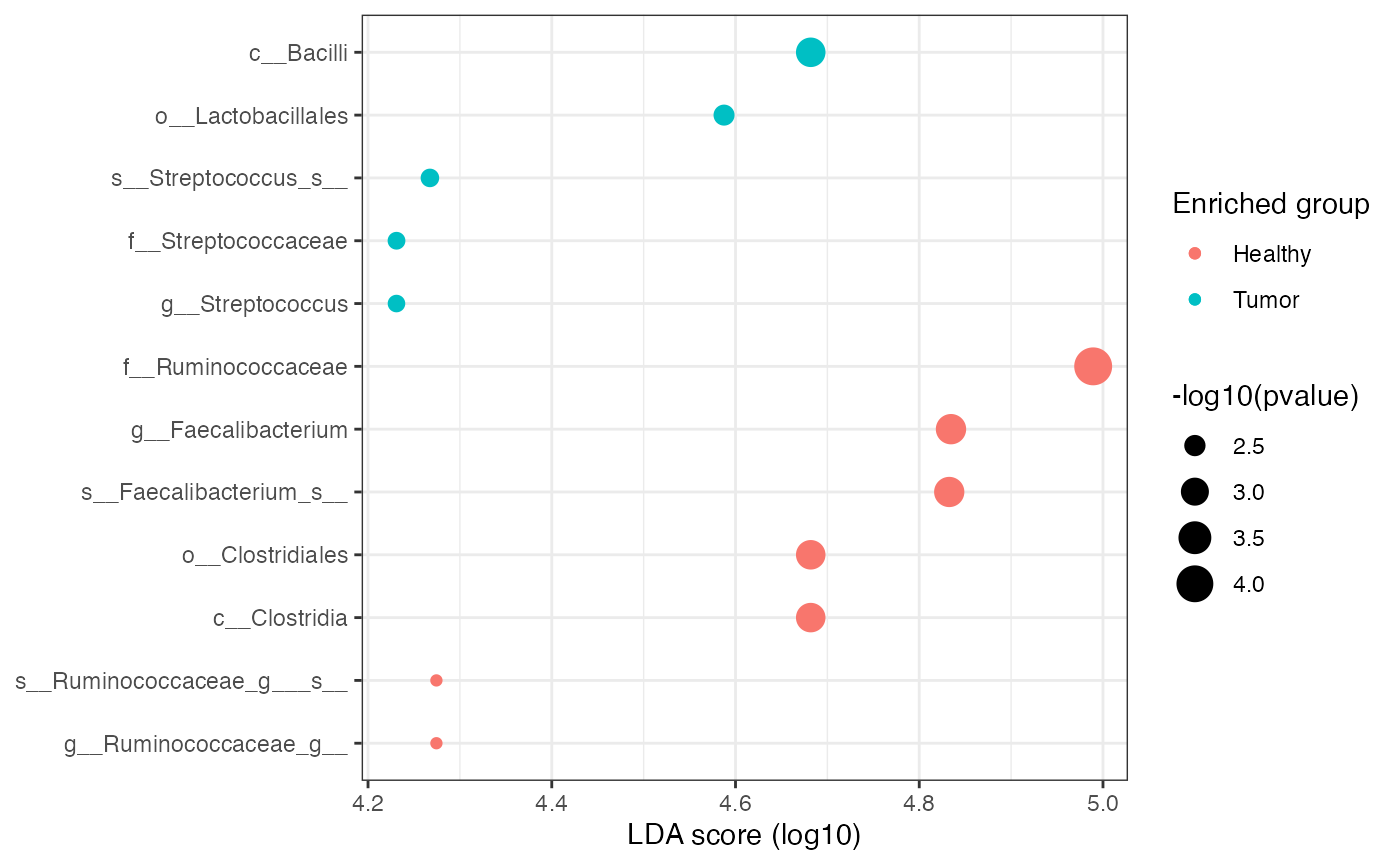 c__Bacilli
o__Lactobacillales
s__Streptococcus_s__
f__Streptococcaceae
g__Streptococcus
f__Ruminococcaceae
g__Faecalibacterium
s__Faecalibacterium_s__
o__Clostridiales
c__Clostridia
s__Ruminococcaceae_g___s__
g__Ruminococcaceae_g__
4.2 4.4 4.6 4.8 5.0
LDA score (log10)
Enriched group
Healthy
Tumor
-log10(pvalue)
2.5
3.0
3.5
4.0